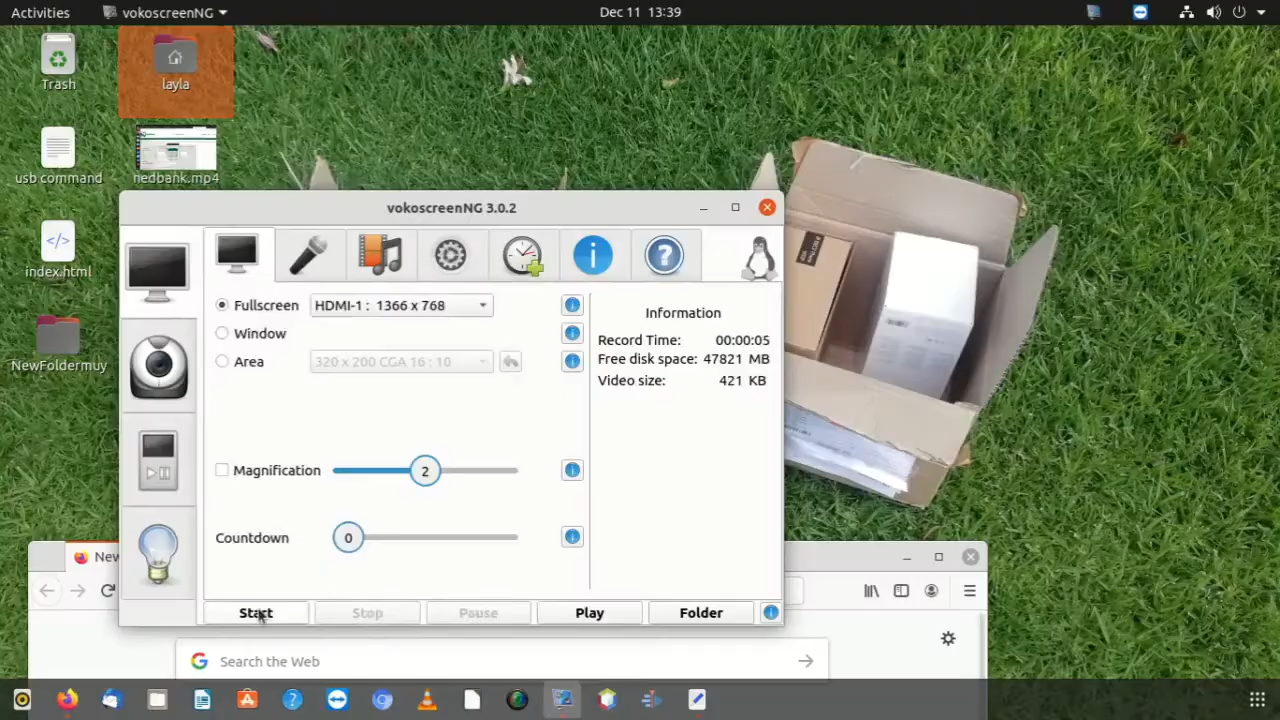 Activities vokoscreenNG Dec 11 13:39
Trash
layla
usb command
nedbank.mp4
index.html
NewFoldermuy
vokoscreenNG 3.0.2
Fullscreen HDMI-1 : 1366 x 768
Window
Area 320 x 200 CGA 16 : 10
Magnification 2
Countdown 0
Information
Record Time: 00:00:05
Free disk space: 47821 MB
Video size: 421 KB
Start Stop Pause Play Folder
New
Search the Web